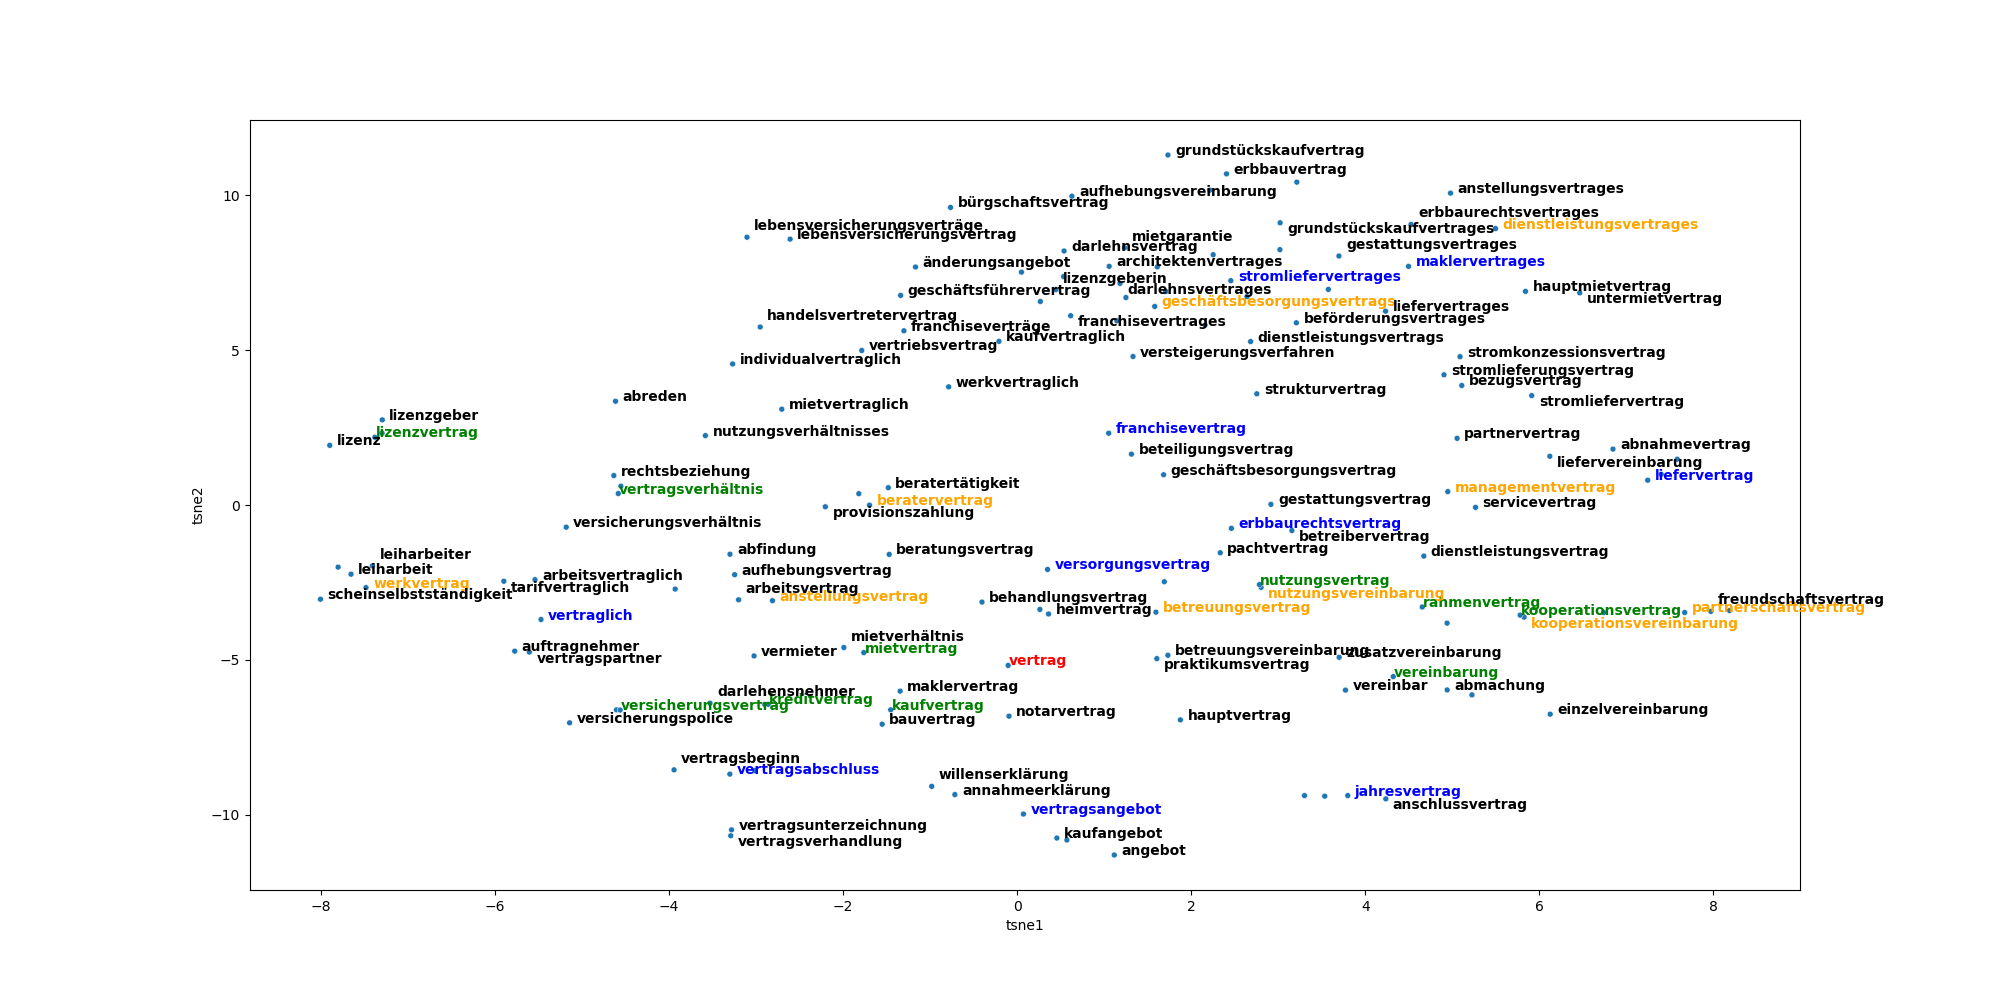 grundstückskaufvertrag
erbbauvertrag
aufhebungsvereinbarung
anstellungsvertrages
bürgschaftsvertrag
erbbaurechtsvertrages
lebensversicherungsverträge
dienstleistungsvertrages
grundstückskaufvertrages
lebensversicherungsvertrag
mietgarantie
gestattungsvertrages
darlehnsvertrag
änderungsangebot
architektenvertrages
maklervertrages
lizenzgeberin
stromliefervertrages
hauptmietvertrag
geschäftsführervertrag
darlehnsvertrages
untermietvertrag
geschäftsbesorgungsvertrags
liefervertrages
handelsvertretervertrag
franchisevertrages
beförderungsvertrages
franchiseverträge
kaufvertraglich
dienstleistungsvertrags
vertriebsvertrag
versteigerungsverfahren
stromkonzessionsvertrag
individualvertraglich
stromlieferungsvertrag
bezugsvertrag
werkvertraglich
strukturvertrag
abreden
stromliefervertrag
mietvertraglich
lizenzgeber
lizenzvertrag
nutzungsverhältnisses
franchisevertrag
partnervertrag
lizenz
beteiligungsvertrag
abnahmevertrag
liefervereinbarung
rechtsbeziehung
geschäftsbesorgungsvertrag
liefervertrag
beratertätigkeit
vertragsverhältnis
managementvertrag
beratervertrag
gestattungsvertrag
servicevertrag
provisionszahlung
versicherungsverhältnis
erbbaurechtsvertrag
betreibervertrag
abfindung
beratungsvertrag
pachtvertrag
dienstleistungsvertrag
leiharbeiter
leiharbeit
versorgungsvertrag
aufhebungsvertrag
arbeitsvertraglich
werkvertrag
nutzungsvertrag
tarifvertraglich
arbeitsvertrag
scheinselbstständigkeit
nutzungsvereinbarung
anstellungsvertrag
behandlungsvertrag
freundschaftsvertrag
rahmenvertrag
heimvertrag
betreuungsvertrag
kooperationsvertrag
partnerschaftsvertrag
vertraglich
kooperationsvereinbarung
mietverhältnis
auftragnehmer
mietvertrag
vermieter
betreuungsvereinbarung
zusatzvereinbarung
vertragspartner
vertrag
praktikumsvertrag
vereinbarung
maklervertrag
vereinbar
abmachung
darlehensnehmer
kreditvertrag
versicherungsvertrag
kaufvertrag
einzelvereinbarung
versicherungspolice
bauvertrag
notarvertrag
hauptvertrag
vertragsbeginn
vertragsabschluss
willenserklärung
annahmeerklärung
jahresvertrag
anschlussvertrag
vertragsangebot
vertragsunterzeichnung
kaufangebot
vertragsverhandlung
angebot
10
5
0
−5
−10
tsne2
−8 −6 −4 −2 0 2 4 6 8
tsne1